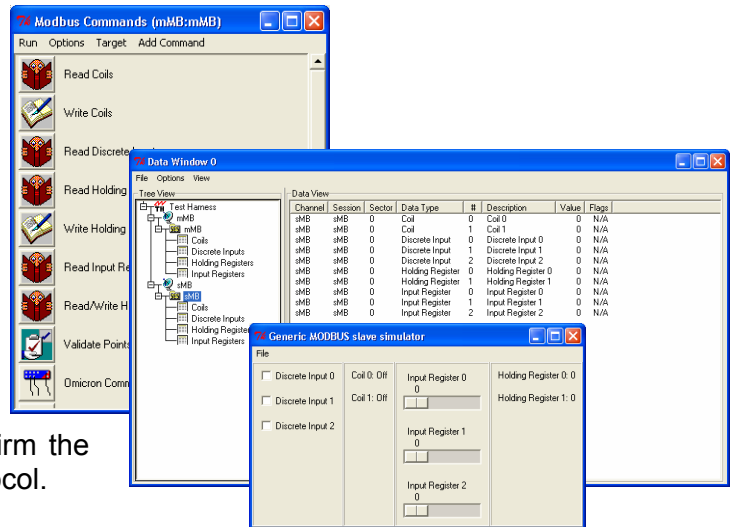 Modbus Commands (mMB:mMB)
Run Options Target Add Command
Read Coils
Write Coils
Read Discrete
Read Holding
Write Holding
Read Input Re
Read/Write H
Validate Points
Omicron Comm
Data Window 0
File Options View
Tree View
Test Harness
mMB
mMB
Coils
Discrete Inputs
Holding Registers
Input Registers
sMB
sMB
Coils
Discrete Inputs
Holding Register
Input Registers
Data View
Channel Session Sector Data Type # Description Value Flags
sMB sMB 0 Coil 0 Coil 0 0 N/A
sMB sMB 0 Coil 1 Coil 1 0 N/A
sMB sMB 0 Discrete Input 0 Discrete Input 0 0 N/A
sMB sMB 0 Discrete Input 1 Discrete Input 1 0 N/A
sMB sMB 0 Discrete Input 2 Discrete Input 2 0 N/A
sMB sMB 0 Holding Register 0 Holding Register 0 0 N/A
sMB sMB 0 Holding Register 1 Holding Register 1 0 N/A
sMB sMB 0 Input Register 0 Input Register 0 0 N/A
sMB sMB 0 Input Register 1 Input Register 1 0 N/A
sMB sMB 0 Input Register 2 Input Register 2 0 N/A
Generic MODBUS slave simulator
File
Discrete Input 0
Discrete Input 1
Discrete Input 2
Coil 0: Off
Coil 1: Off
Input Register 0
0
Input Register 1
0
Input Register 2
0
Holding Register 0: 0
Holding Register 1: 0
irm the
col.